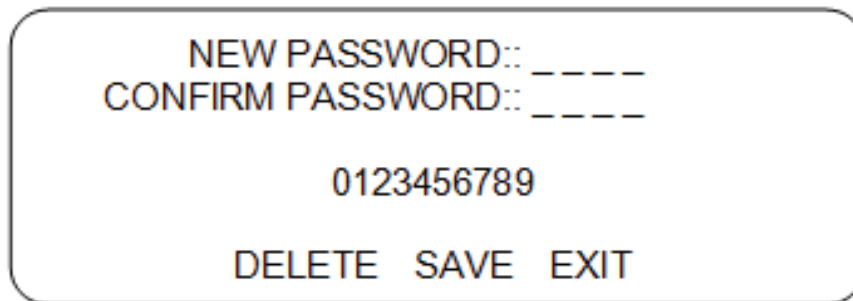 NEW PASSWORD:: _ _ _ _
CONFIRM PASSWORD:: _ _ _ _
0123456789
DELETE SAVE EXIT